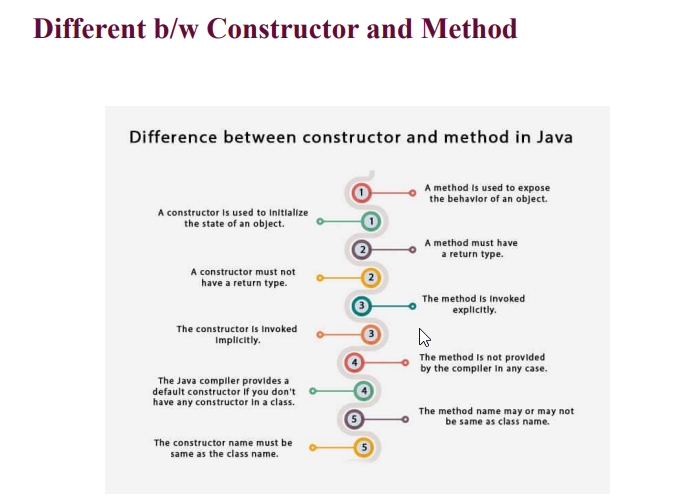 Different b/w Constructor and Method
Difference between constructor and method in Java
1
A method is used to expose
the behavior of an object.
A constructor is used to initialize
the state of an object.
1
2
A method must have
a return type.
A constructor must not
have a return type.
2
3
The method is invoked
explicitly.
The constructor is invoked
implicitly.
3
4
The method is not provided
by the compiler in any case.
The Java compiler provides a
default constructor if you don't
have any constructor in a class.
4
5
The method name may or may not
be same as class name.
The constructor name must be
same as the class name.
5